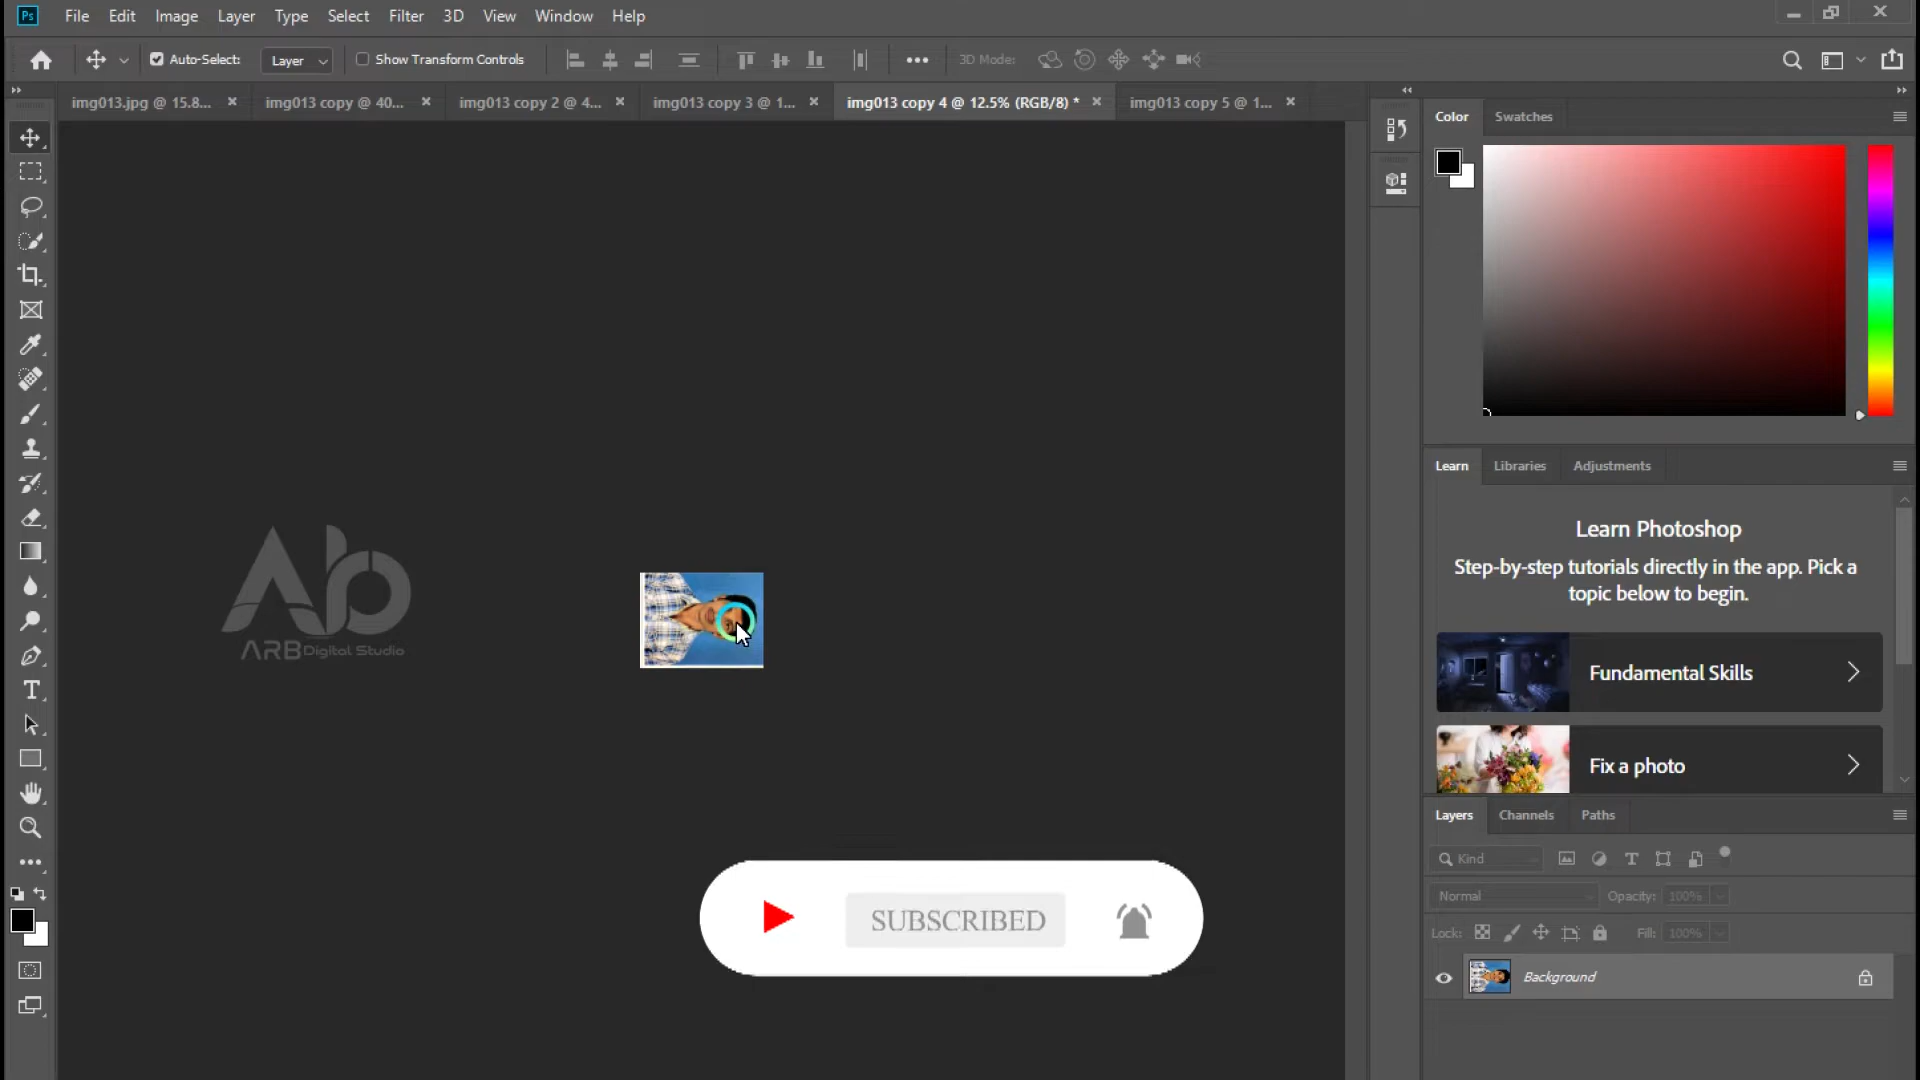 Ps File Edit Image Layer Type Select Filter 3D View Window Help
Auto-Select: Layer Show Transform Controls 3D Mode:
img013.jpg @ 15.8... img013 copy @ 40... img013 copy 2 @ 4... img013 copy 3 @ 1... img013 copy 4 @ 12.5% (RGB/8) * img013 copy 5 @ 1...
Color Swatches
Learn Libraries Adjustments
Learn Photoshop
Step-by-step tutorials directly in the app. Pick a
topic below to begin.
Fundamental Skills
Fix a photo
Ab
ARB Digital Studio
SUBSCRIBED
Layers Channels Paths
Kind
Normal Opacity: 100%
Lock: Fill: 100%
Background